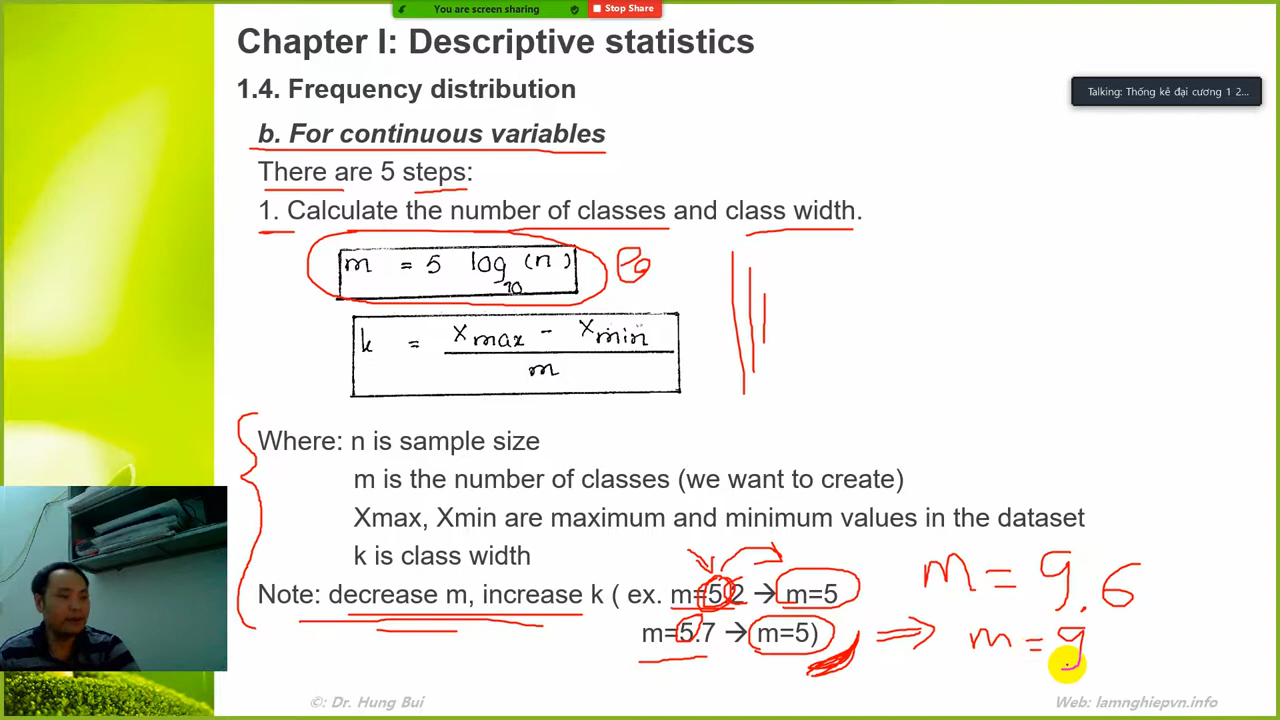 You are screen sharing
Stop Share
Chapter I: Descriptive statistics
1.4. Frequency distribution
Talking: Thống kê đại cương 1 2...
b. For continuous variables
There are 5 steps:
1. Calculate the number of classes and class width.
m = 5 log10 (n)
k = Xmax - Xmin / m
Where: n is sample size
m is the number of classes (we want to create)
Xmax, Xmin are maximum and minimum values in the dataset
k is class width
Note: decrease m, increase k ( ex. m=5.2 → m=5
m=5.7 → m=5)
m = 9.6
⇒ m = 9
©: Dr. Hung Bui
Web: lamnghiepvn.info